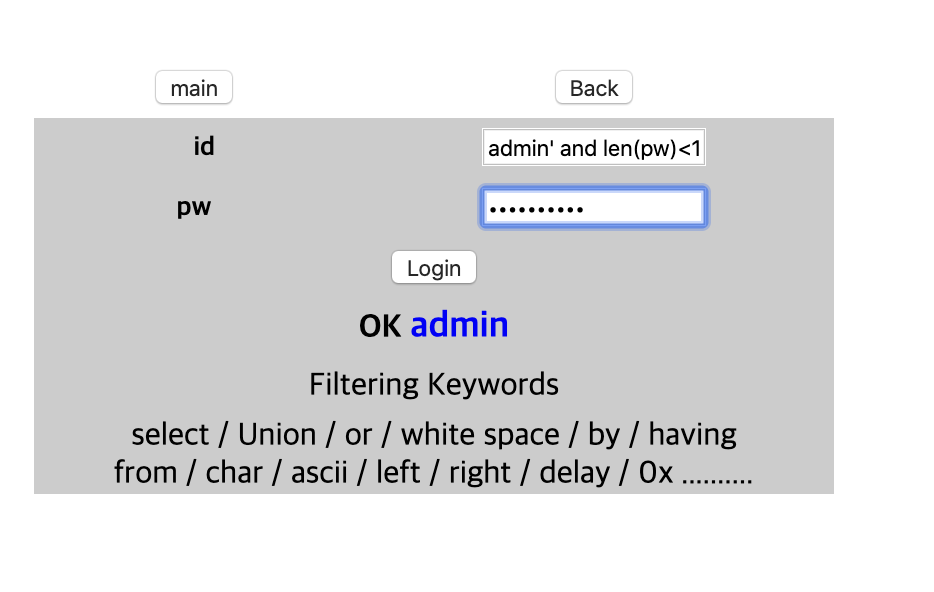 main Back
id admin' and len(pw)<1
pw ••••••••••
Login
OK admin
Filtering Keywords
select / Union / or / white space / by / having
from / char / ascii / left / right / delay / 0x ..........